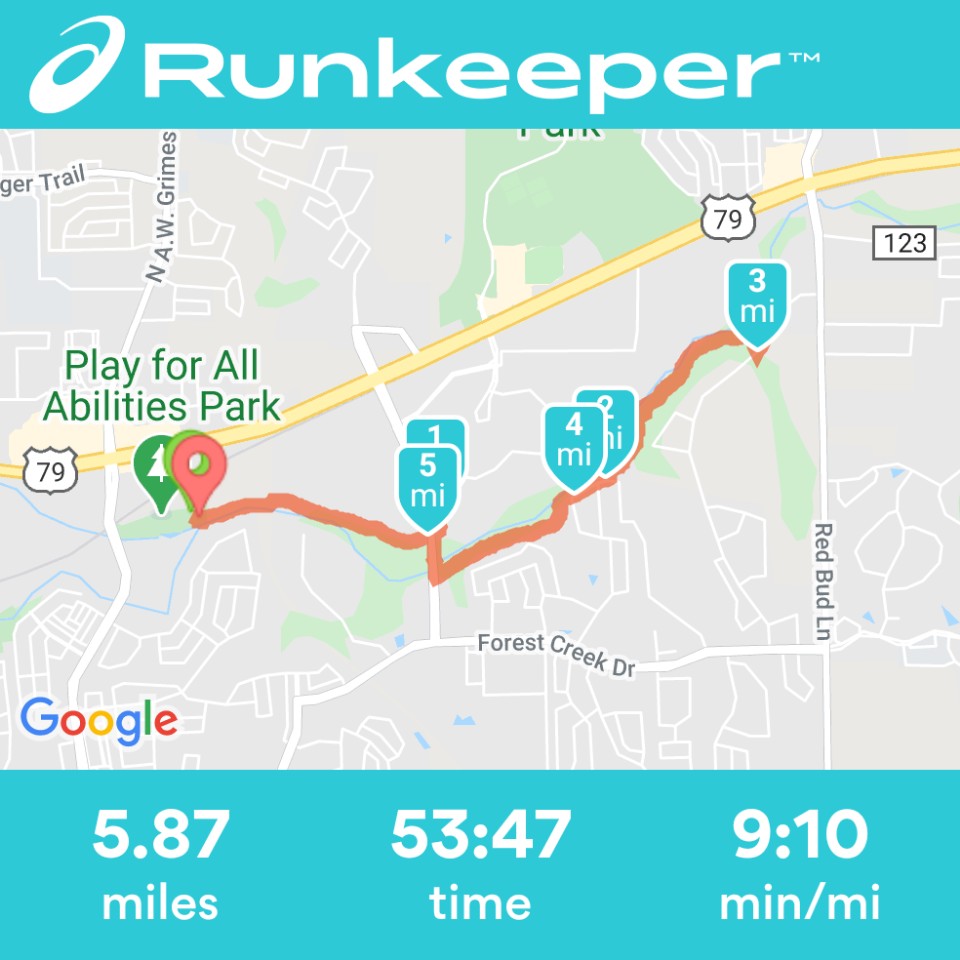 Runkeeper™
Park
ger Trail
N A.W. Grimes
79
123
3
mi
Play for All
Abilities Park
2
mi
4
mi
1
5
mi
79
Red Bud Ln
Forest Creek Dr
Google
5.87
miles
53:47
time
9:10
min/mi